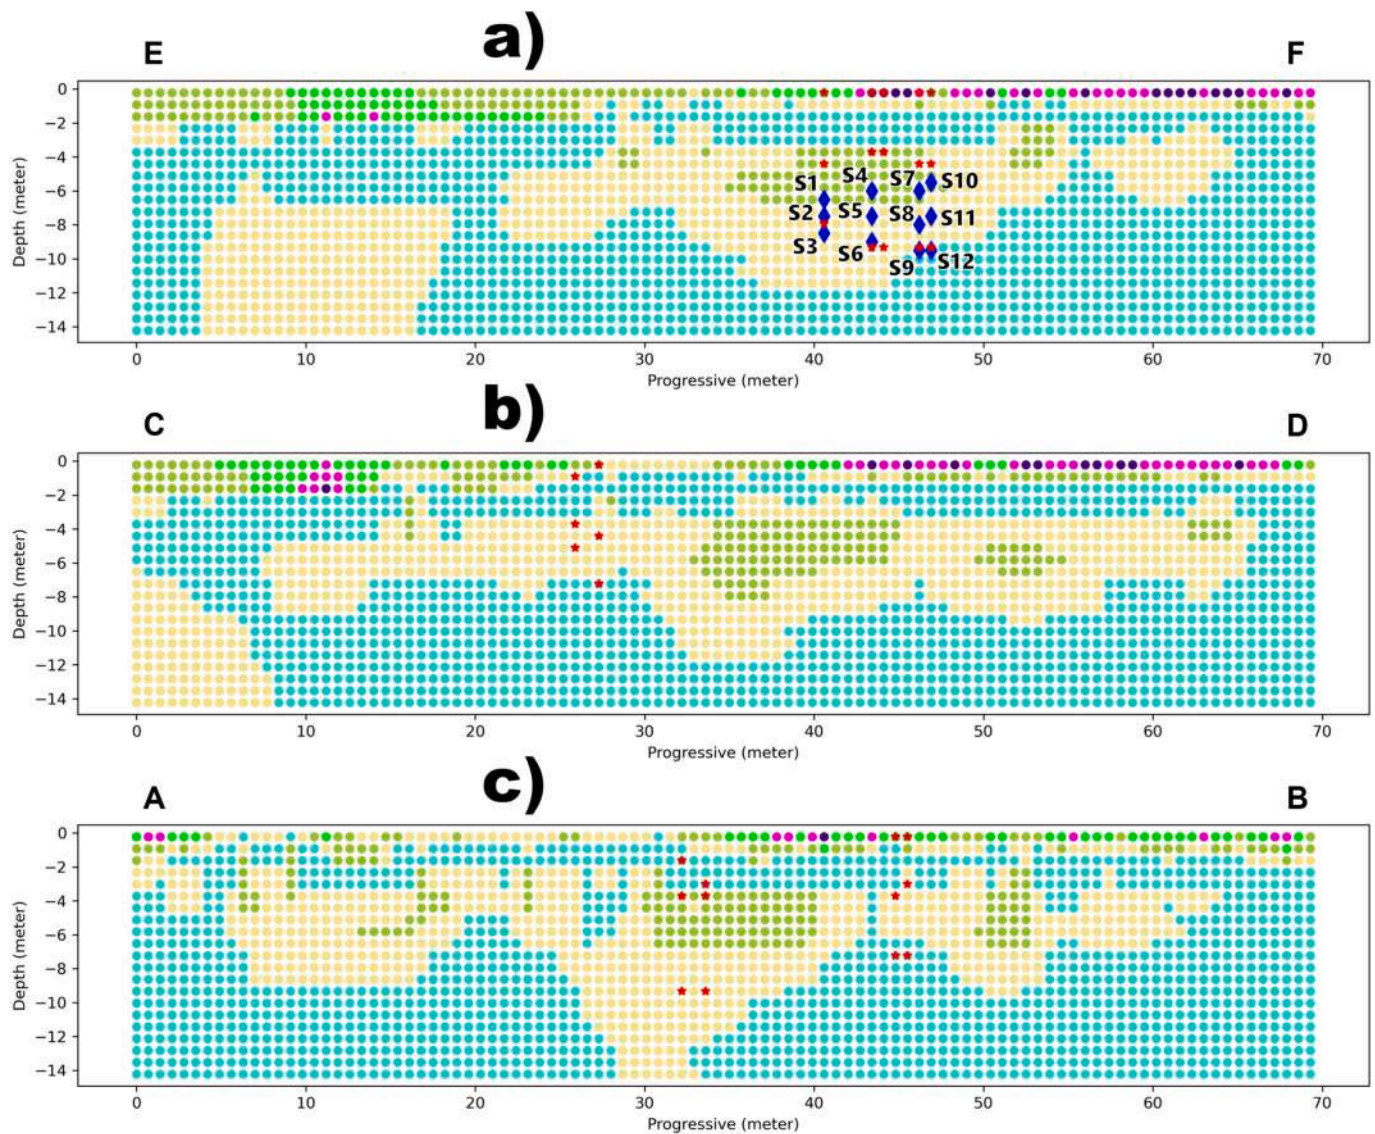 a)
E F
0
−2
−4
−6
−8
−10
−12
−14
Depth (meter)
S1 S4 S7 S10
S2 S5 S8 S11
S3 S6 S9 S12
0 10 20 30 40 50 60 70
Progressive (meter)
b)
C D
0
−2
−4
−6
−8
−10
−12
−14
Depth (meter)
0 10 20 30 40 50 60 70
Progressive (meter)
c)
A B
0
−2
−4
−6
−8
−10
−12
−14
Depth (meter)
0 10 20 30 40 50 60 70
Progressive (meter)